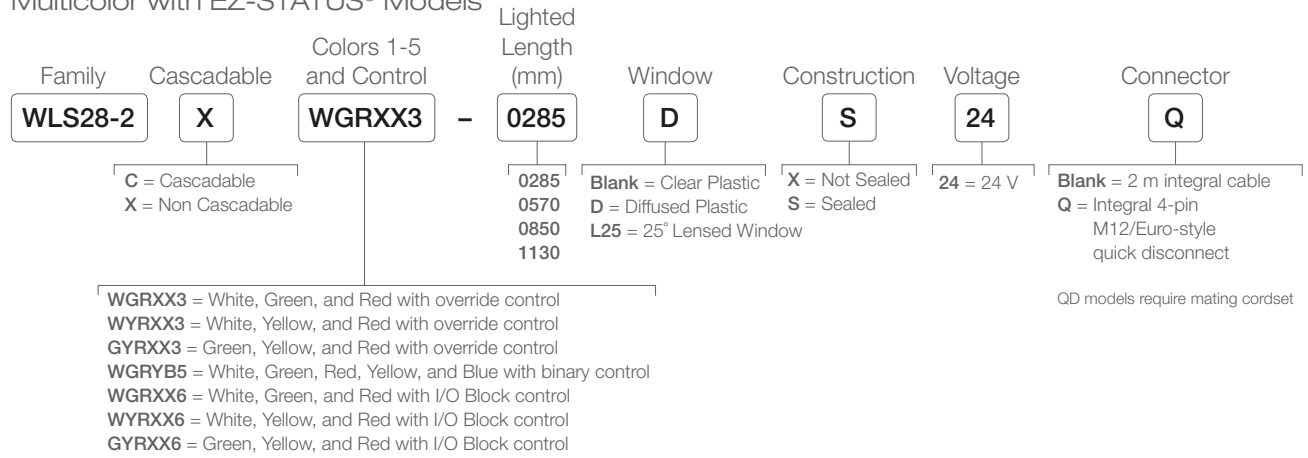 Multicolor with EZ-STATUS® Models
Family
Cascadable
Colors 1-5
and Control
Lighted
Length
(mm)
Window
Construction
Voltage
Connector
WLS28-2
X
WGRXX3
–
0285
D
S
24
Q
C = Cascadable
X = Non Cascadable
0285
0570
0850
1130
Blank = Clear Plastic
D = Diffused Plastic
L25 = 25° Lensed Window
X = Not Sealed
S = Sealed
24 = 24 V
Blank = 2 m integral cable
Q = Integral 4-pin
M12/Euro-style
quick disconnect
QD models require mating cordset
WGRXX3 = White, Green, and Red with override control
WYRXX3 = White, Yellow, and Red with override control
GYRXX3 = Green, Yellow, and Red with override control
WGRYB5 = White, Green, Red, Yellow, and Blue with binary control
WGRXX6 = White, Green, and Red with I/O Block control
WYRXX6 = White, Yellow, and Red with I/O Block control
GYRXX6 = Green, Yellow, and Red with I/O Block control